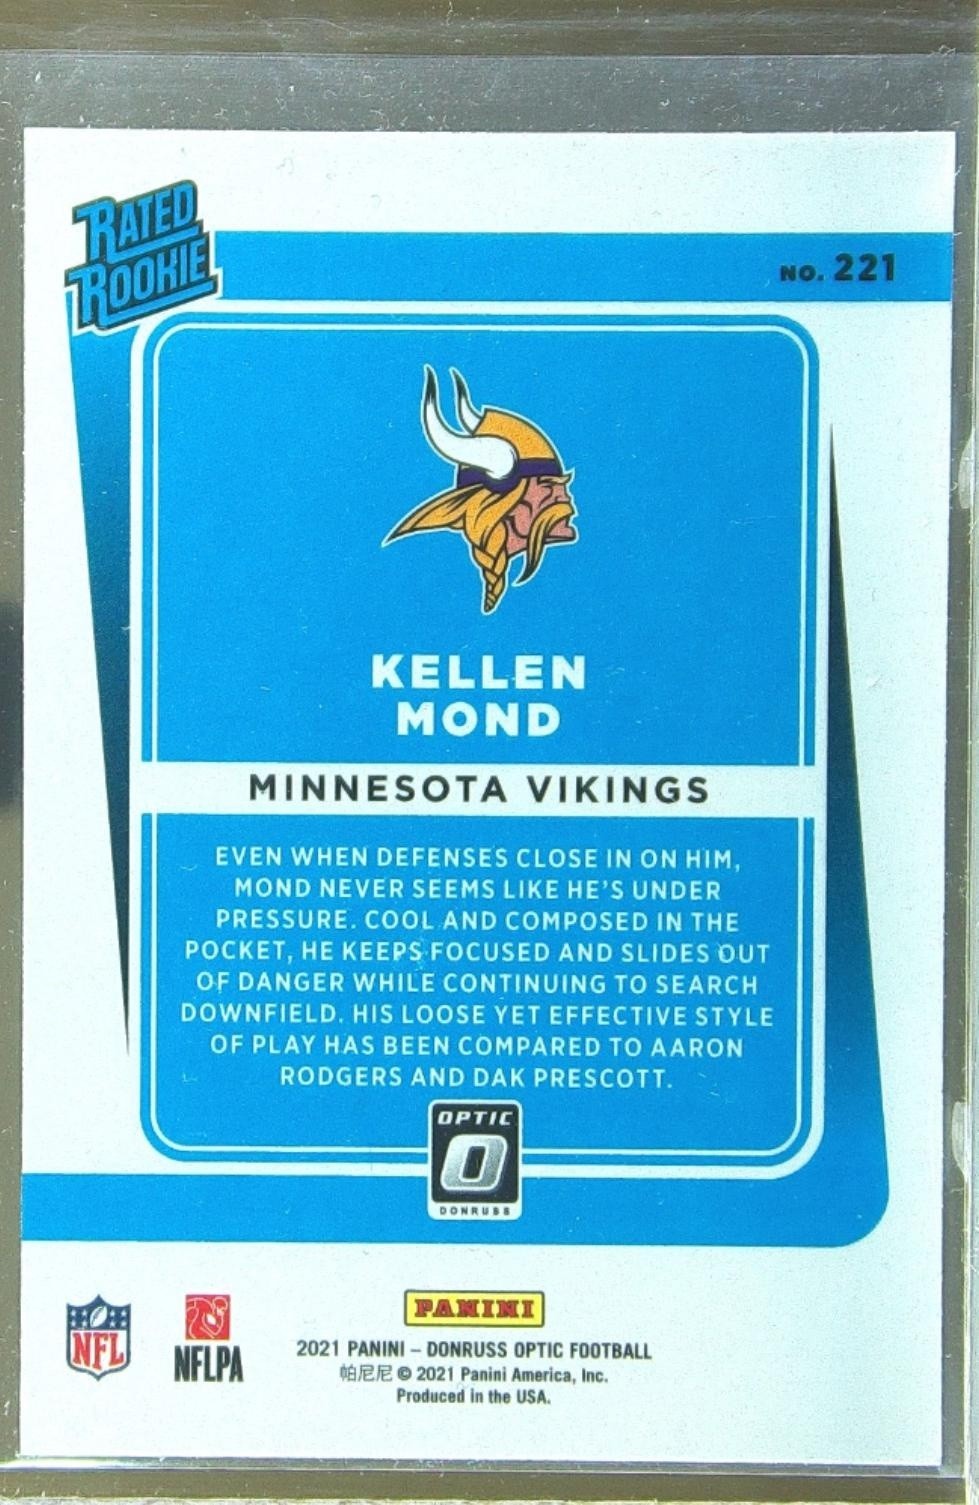 RATED
ROOKIE
NO. 221
KELLEN
MOND
MINNESOTA VIKINGS
EVEN WHEN DEFENSES CLOSE IN ON HIM,
MOND NEVER SEEMS LIKE HE'S UNDER
PRESSURE. COOL AND COMPOSED IN THE
POCKET, HE KEEPS FOCUSED AND SLIDES OUT
OF DANGER WHILE CONTINUING TO SEARCH
DOWNFIELD. HIS LOOSE YET EFFECTIVE STYLE
OF PLAY HAS BEEN COMPARED TO AARON
RODGERS AND DAK PRESCOTT.
OPTIC
O
DONRUSS
NFL
NFLPA
PANINI
2021 PANINI – DONRUSS OPTIC FOOTBALL
帕尼尼 © 2021 Panini America, Inc.
Produced in the USA.